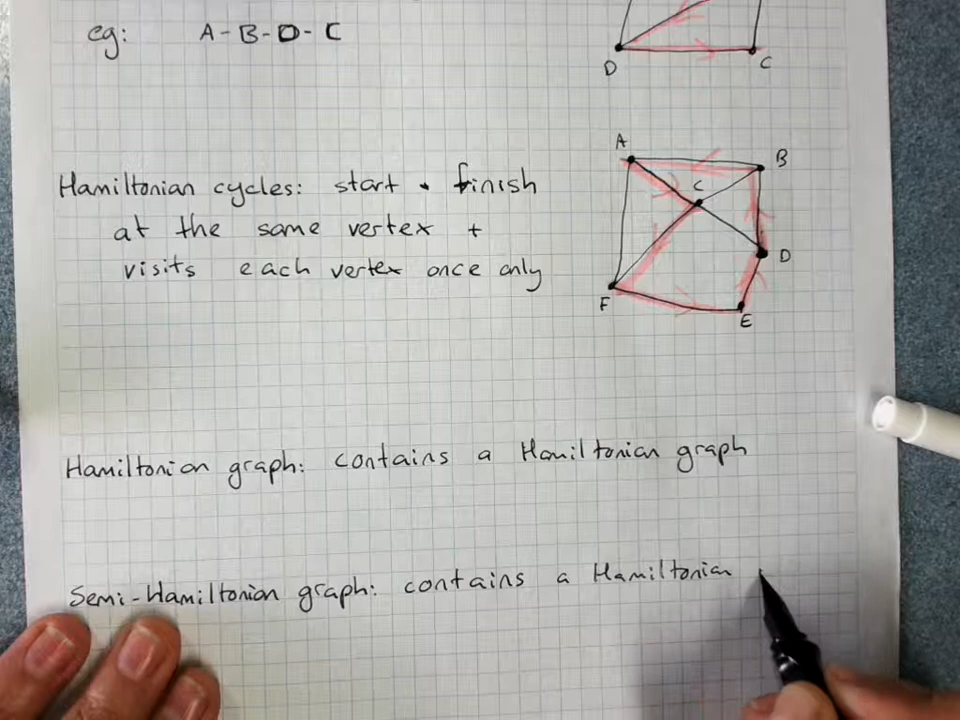 eg: A-B-D-C
D
C
A
B
Hamiltonian cycles: start + finish
C
at the same vertex +
D
visits each vertex once only
F
E
Hamiltonian graph: contains a Hamiltonian graph
Semi-Hamiltonian graph: contains a Hamiltonian